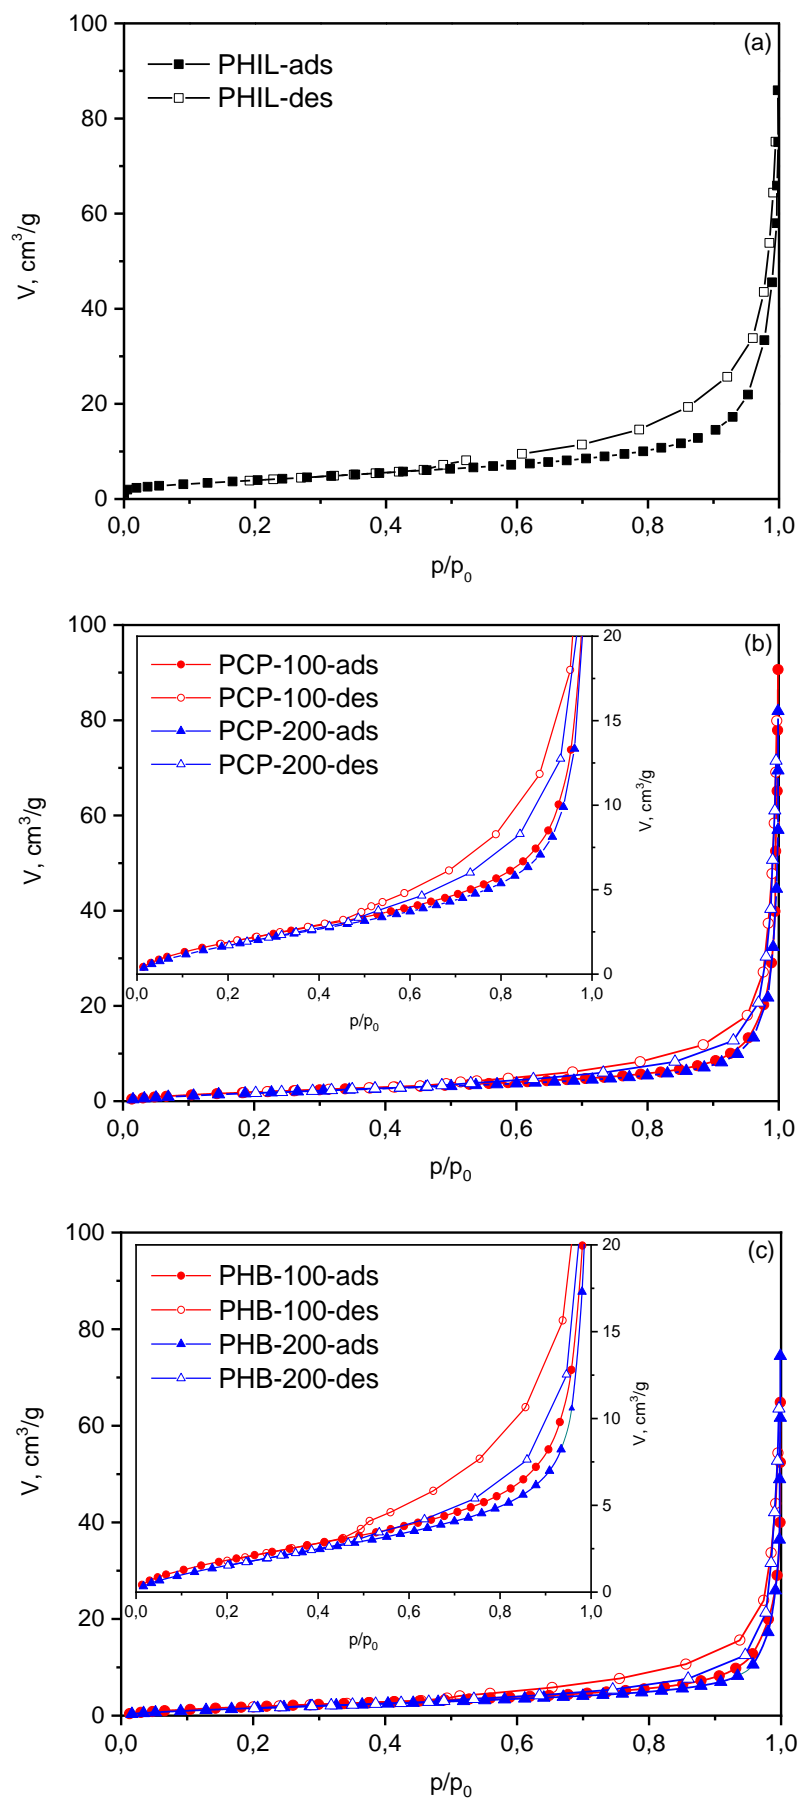 (a)
PHIL-ads
PHIL-des
100
80
60
40
20
0
V, cm³/g
0,0 0,2 0,4 0,6 0,8 1,0
p/p₀
(b)
PCP-100-ads
PCP-100-des
PCP-200-ads
PCP-200-des
20
15
10
5
0
V, cm³/g
0,0 0,2 0,4 0,6 0,8 1,0
p/p₀
100
80
60
40
20
0
V, cm³/g
0,0 0,2 0,4 0,6 0,8 1,0
p/p₀
(c)
PHB-100-ads
PHB-100-des
PHB-200-ads
PHB-200-des
20
15
10
5
0
V, cm³/g
0,0 0,2 0,4 0,6 0,8 1,0
p/p₀
100
80
60
40
20
0
V, cm³/g
0,0 0,2 0,4 0,6 0,8 1,0
p/p₀